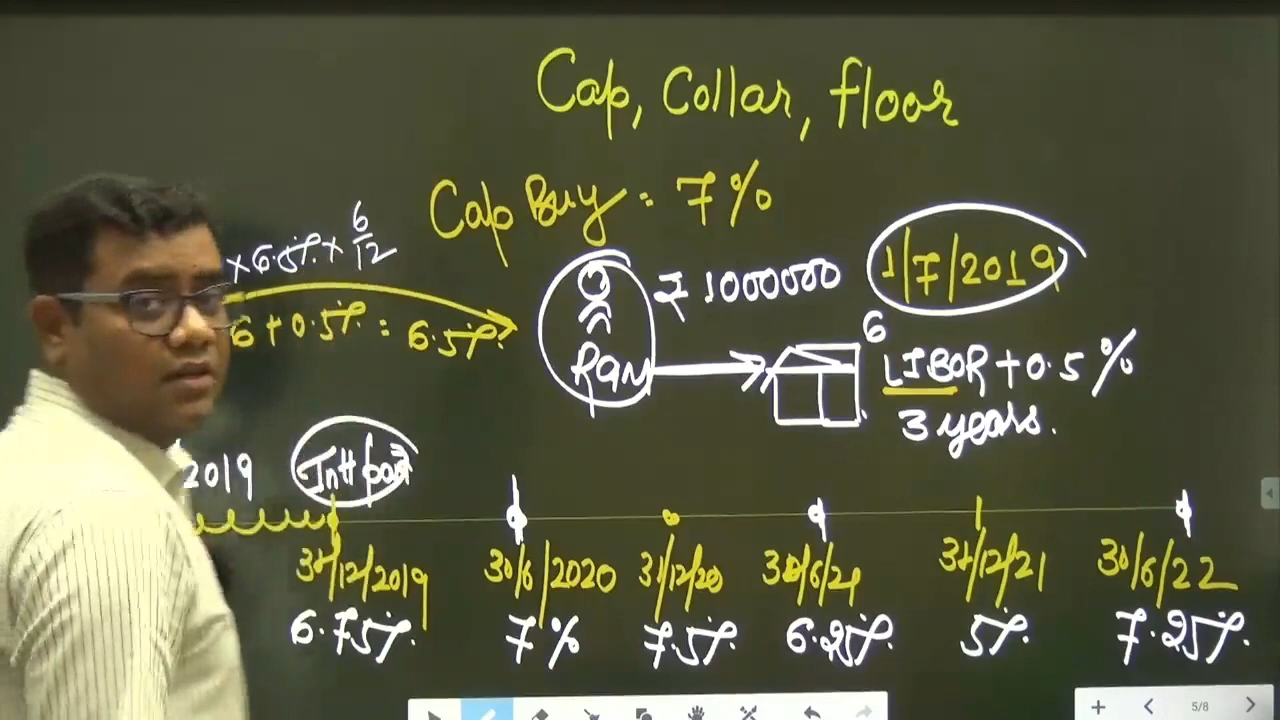 Cap, Collar, floor
Cap Buy = 7%
× 6.5% × 6/12
6 + 0.5% = 6.5%
₹ 1000000
1/7/2019
RAM
6
LIBOR + 0.5%
3 years.
2019
31/12/2019 30/6/2020 31/12/20 30/6/21 31/12/21 30/6/22
6.75% 7% 7.5% 6.25% 5% 7.25%
5/8